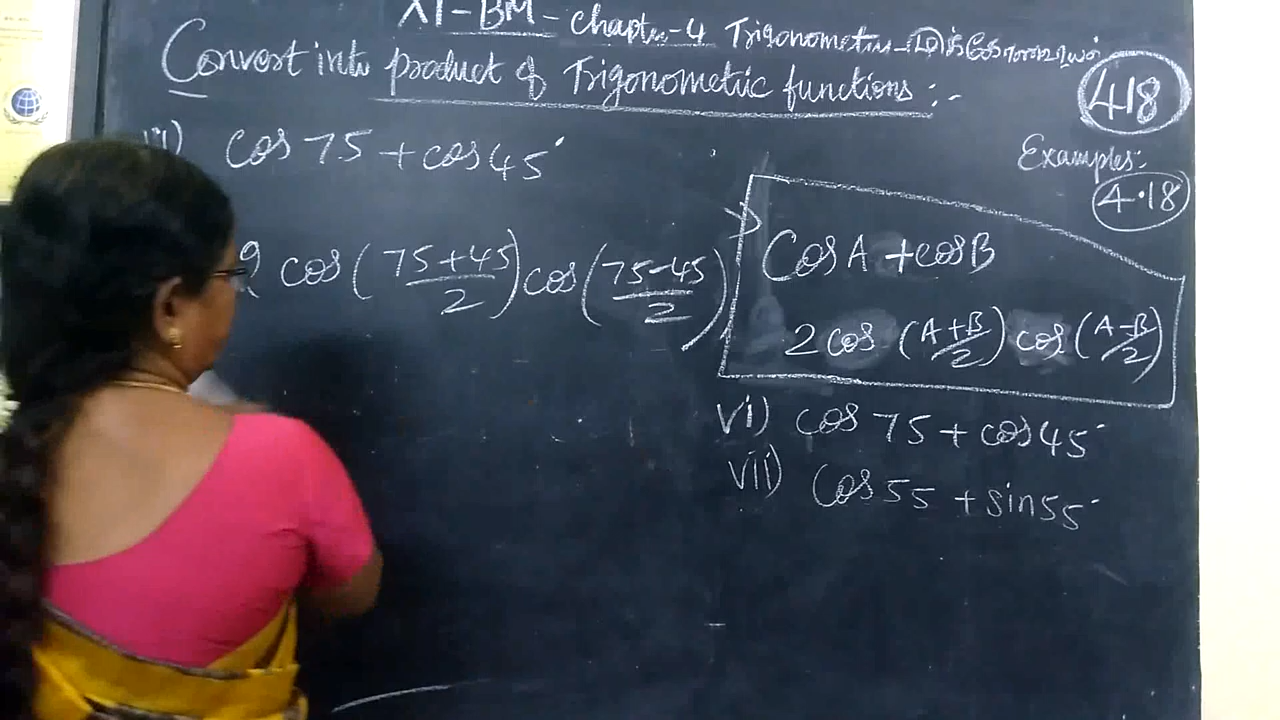 XI-BM-Chapter-4 Trigonometry
Convert into product of Trigonometric functions:-
418
Examples:
4.18
vi) cos 75 + cos 45°
2 cos (75+45/2) cos (75-45/2)
Cos A + cos B
2 cos (A+B/2) cos (A-B/2)
vi) cos 75 + cos 45°
vii) Cos 55 + sin 55°